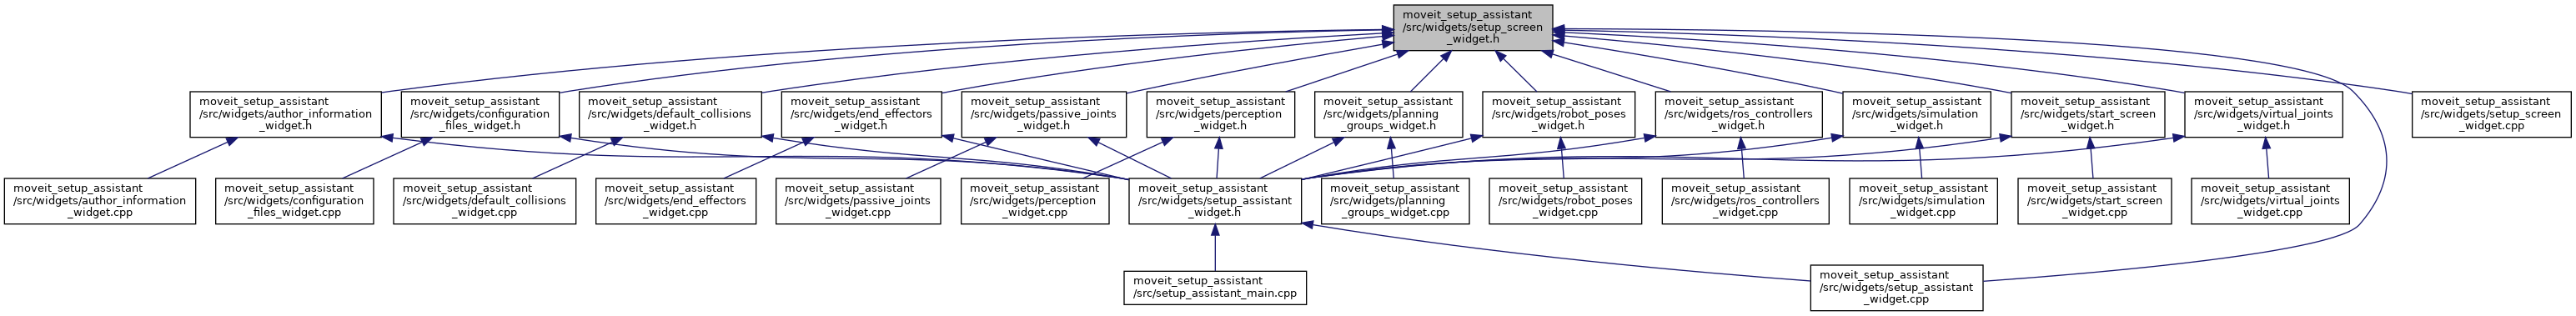 moveit_setup_assistant
/src/widgets/setup_screen
_widget.h
moveit_setup_assistant
/src/widgets/author_information
_widget.h
moveit_setup_assistant
/src/widgets/configuration
_files_widget.h
moveit_setup_assistant
/src/widgets/default_collisions
_widget.h
moveit_setup_assistant
/src/widgets/end_effectors
_widget.h
moveit_setup_assistant
/src/widgets/passive_joints
_widget.h
moveit_setup_assistant
/src/widgets/perception
_widget.h
moveit_setup_assistant
/src/widgets/planning
_groups_widget.h
moveit_setup_assistant
/src/widgets/robot_poses
_widget.h
moveit_setup_assistant
/src/widgets/ros_controllers
_widget.h
moveit_setup_assistant
/src/widgets/simulation
_widget.h
moveit_setup_assistant
/src/widgets/start_screen
_widget.h
moveit_setup_assistant
/src/widgets/virtual_joints
_widget.h
moveit_setup_assistant
/src/widgets/setup_screen
_widget.cpp
moveit_setup_assistant
/src/widgets/author_information
_widget.cpp
moveit_setup_assistant
/src/widgets/configuration
_files_widget.cpp
moveit_setup_assistant
/src/widgets/default_collisions
_widget.cpp
moveit_setup_assistant
/src/widgets/end_effectors
_widget.cpp
moveit_setup_assistant
/src/widgets/passive_joints
_widget.cpp
moveit_setup_assistant
/src/widgets/perception
_widget.cpp
moveit_setup_assistant
/src/widgets/setup_assistant
_widget.h
moveit_setup_assistant
/src/widgets/planning
_groups_widget.cpp
moveit_setup_assistant
/src/widgets/robot_poses
_widget.cpp
moveit_setup_assistant
/src/widgets/ros_controllers
_widget.cpp
moveit_setup_assistant
/src/widgets/simulation
_widget.cpp
moveit_setup_assistant
/src/widgets/start_screen
_widget.cpp
moveit_setup_assistant
/src/widgets/virtual_joints
_widget.cpp
moveit_setup_assistant
/src/setup_assistant_main.cpp
moveit_setup_assistant
/src/widgets/setup_assistant
_widget.cpp